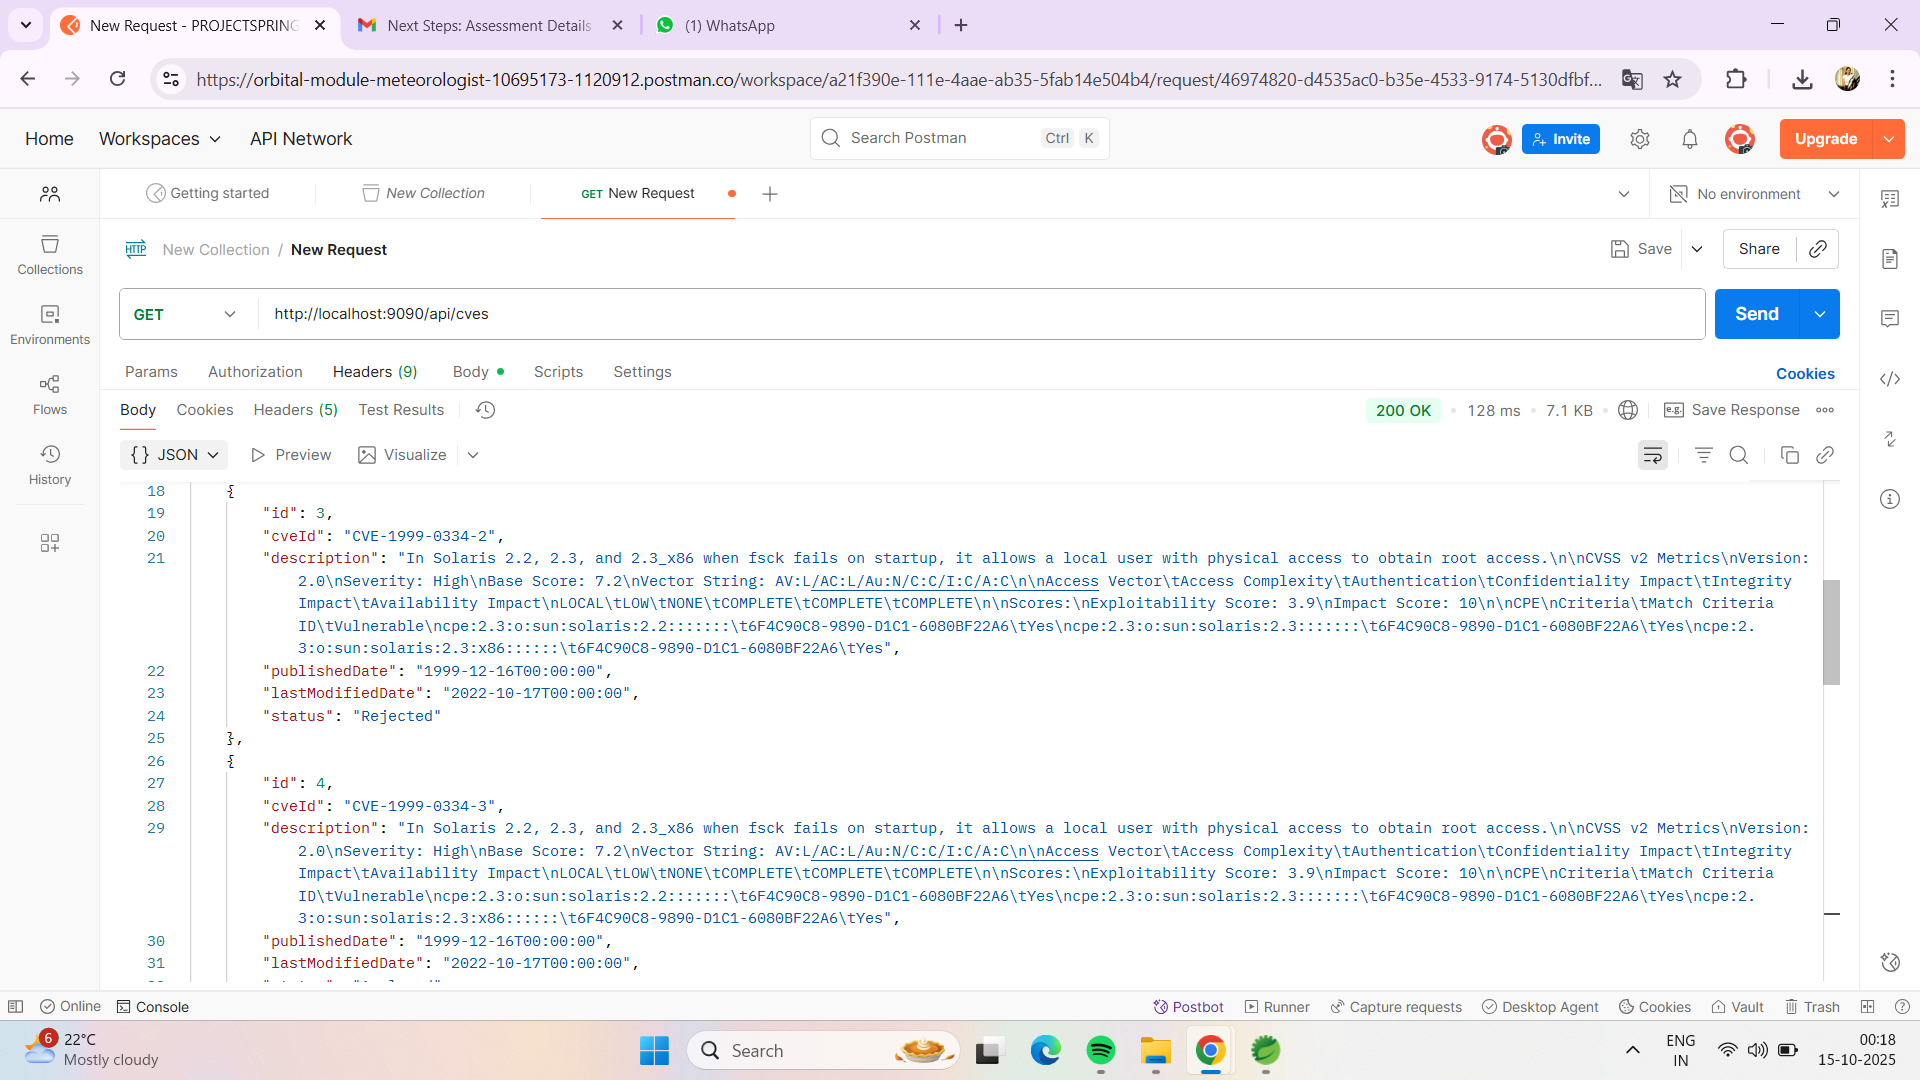 New Request - PROJECTSPRING
Next Steps: Assessment Details
(1) WhatsApp
https://orbital-module-meteorologist-10695173-1120912.postman.co/workspace/a21f390e-111e-4aae-ab35-5fab14e504b4/request/46974820-d4535ac0-b35e-4533-9174-5130dfbf...
Home Workspaces API Network
Search Postman Ctrl K
Invite
Upgrade
Getting started
New Collection
GET New Request
No environment
New Collection / New Request
Save
Share
GET http://localhost:9090/api/cves
Send
Collections
Environments
Flows
History
Params Authorization Headers (9) Body Scripts Settings
Cookies
Body Cookies Headers (5) Test Results
200 OK 128 ms 7.1 KB e.g. Save Response
{} JSON Preview Visualize
18 {
19 "id": 3,
20 "cveId": "CVE-1999-0334-2",
21 "description": "In Solaris 2.2, 2.3, and 2.3_x86 when fsck fails on startup, it allows a local user with physical access to obtain root access.\n\nCVSS v2 Metrics\nVersion:
2.0\nSeverity: High\nBase Score: 7.2\nVector String: AV:L/AC:L/Au:N/C:C/I:C/A:C\n\nAccess Vector\tAccess Complexity\tAuthentication\tConfidentiality Impact\tIntegrity
Impact\tAvailability Impact\nLOCAL\tLOW\tNONE\tCOMPLETE\tCOMPLETE\tCOMPLETE\n\nScores:\nExploitability Score: 3.9\nImpact Score: 10\n\nCPE\nCriteria\tMatch Criteria
ID\tVulnerable\ncpe:2.3:o:sun:solaris:2.2:::::::\t6F4C90C8-9890-D1C1-6080BF22A6\tYes\ncpe:2.3:o:sun:solaris:2.3:::::::\t6F4C90C8-9890-D1C1-6080BF22A6\tYes\ncpe:2.
3:o:sun:solaris:2.3:x86::::::\t6F4C90C8-9890-D1C1-6080BF22A6\tYes",
22 "publishedDate": "1999-12-16T00:00:00",
23 "lastModifiedDate": "2022-10-17T00:00:00",
24 "status": "Rejected"
25 },
26 {
27 "id": 4,
28 "cveId": "CVE-1999-0334-3",
29 "description": "In Solaris 2.2, 2.3, and 2.3_x86 when fsck fails on startup, it allows a local user with physical access to obtain root access.\n\nCVSS v2 Metrics\nVersion:
2.0\nSeverity: High\nBase Score: 7.2\nVector String: AV:L/AC:L/Au:N/C:C/I:C/A:C\n\nAccess Vector\tAccess Complexity\tAuthentication\tConfidentiality Impact\tIntegrity
Impact\tAvailability Impact\nLOCAL\tLOW\tNONE\tCOMPLETE\tCOMPLETE\tCOMPLETE\n\nScores:\nExploitability Score: 3.9\nImpact Score: 10\n\nCPE\nCriteria\tMatch Criteria
ID\tVulnerable\ncpe:2.3:o:sun:solaris:2.2:::::::\t6F4C90C8-9890-D1C1-6080BF22A6\tYes\ncpe:2.3:o:sun:solaris:2.3:::::::\t6F4C90C8-9890-D1C1-6080BF22A6\tYes\ncpe:2.
3:o:sun:solaris:2.3:x86::::::\t6F4C90C8-9890-D1C1-6080BF22A6\tYes",
30 "publishedDate": "1999-12-16T00:00:00",
31 "lastModifiedDate": "2022-10-17T00:00:00",
Online Console
Postbot Runner Capture requests Desktop Agent Cookies Vault Trash
6
22°C
Mostly cloudy
Search
ENG
IN
00:18
15-10-2025